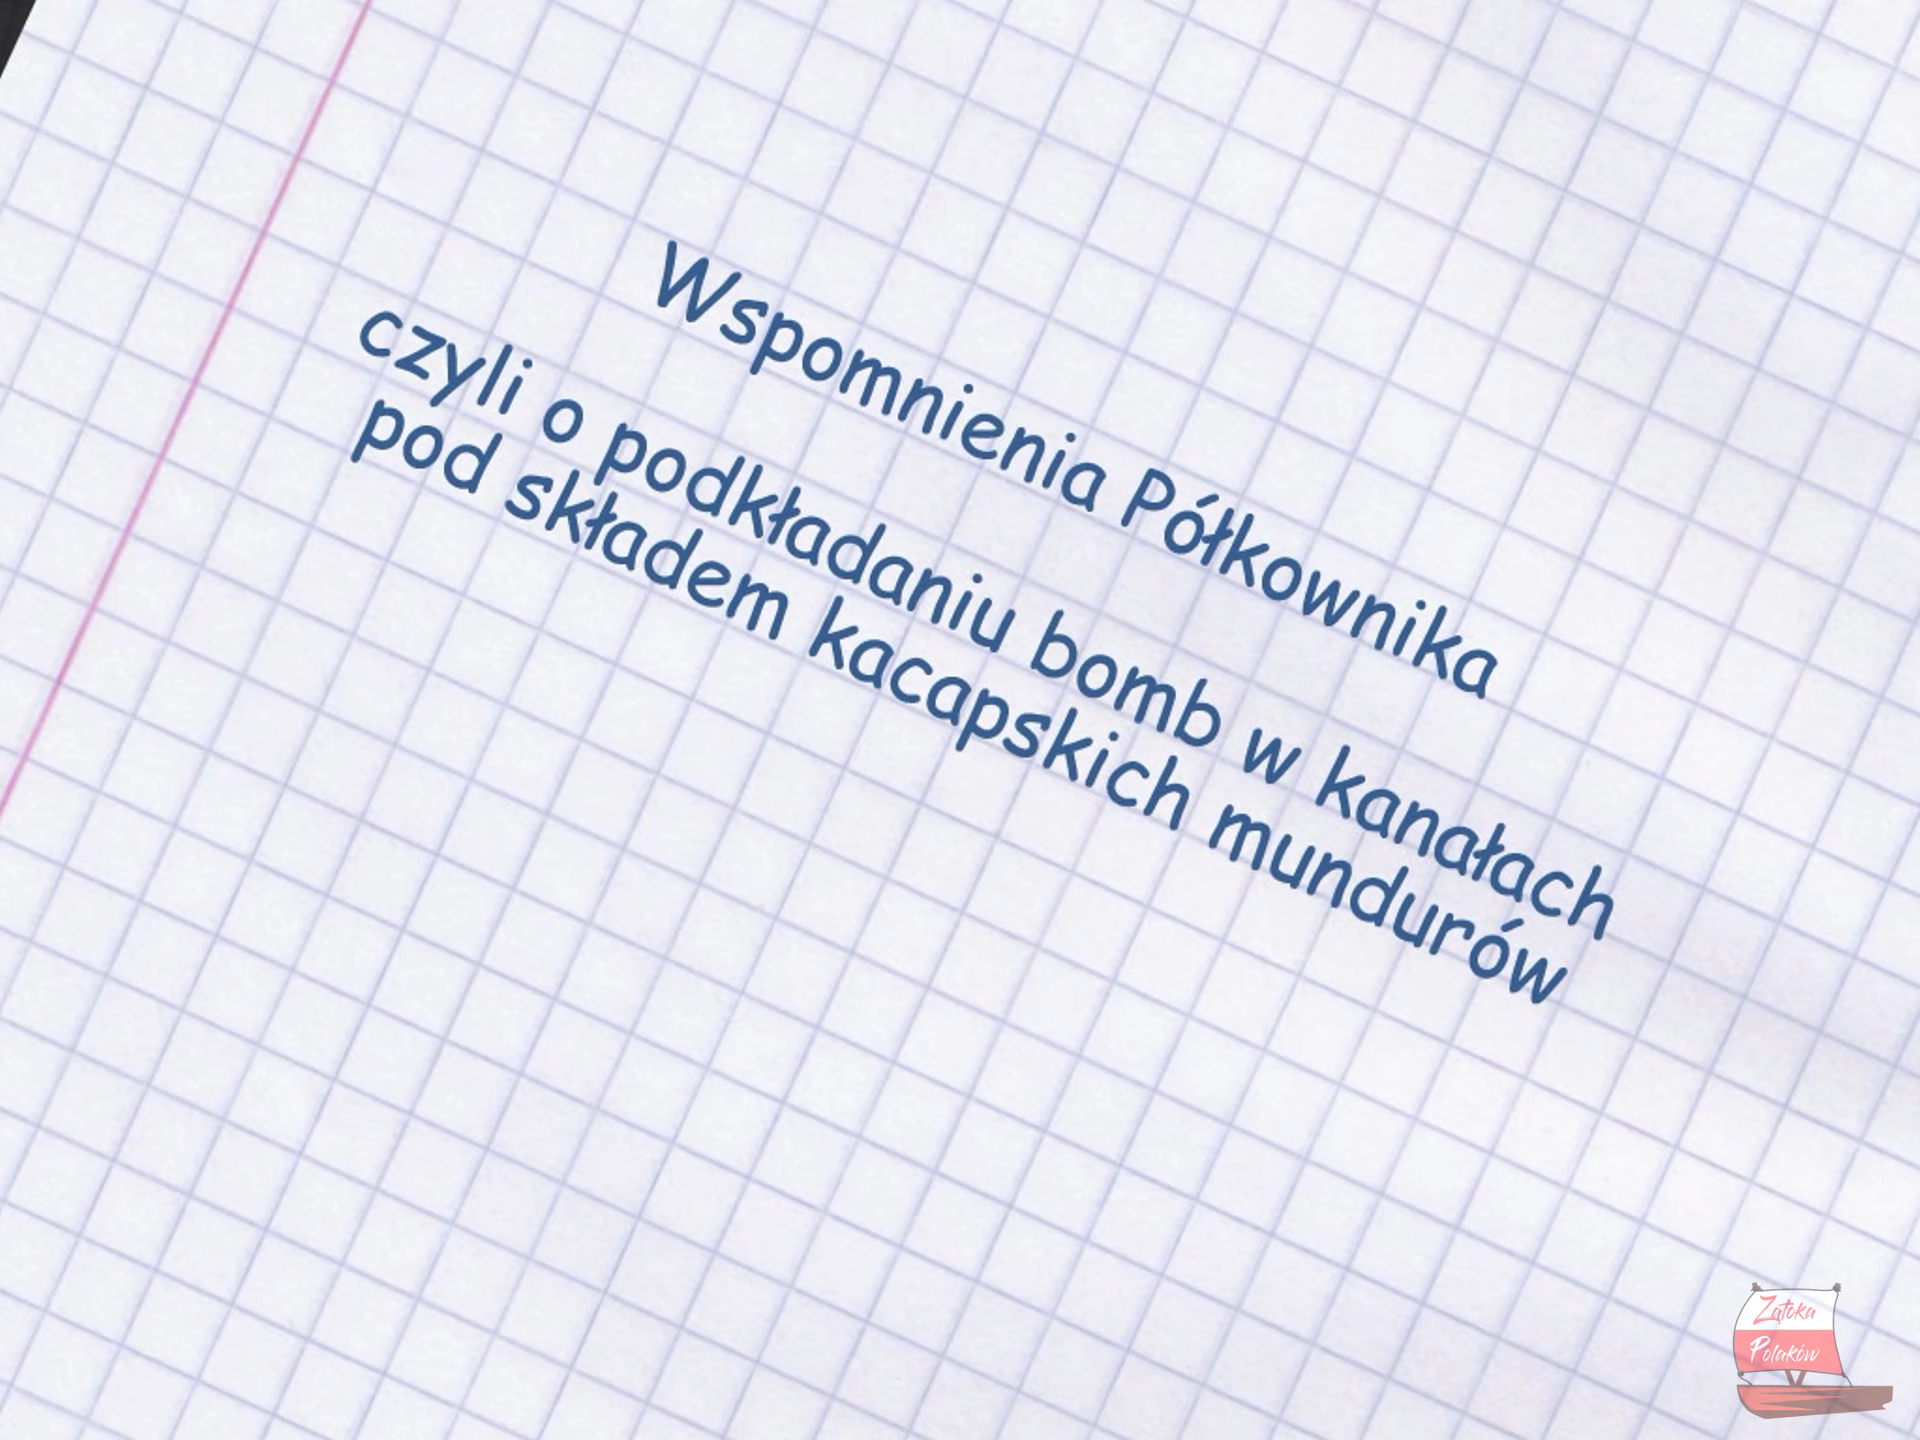 Wspomnienia Półkownika
czyli o podkładaniu bomb w kanałach
pod składem kacapskich mundurów
Zatoka
Polaków